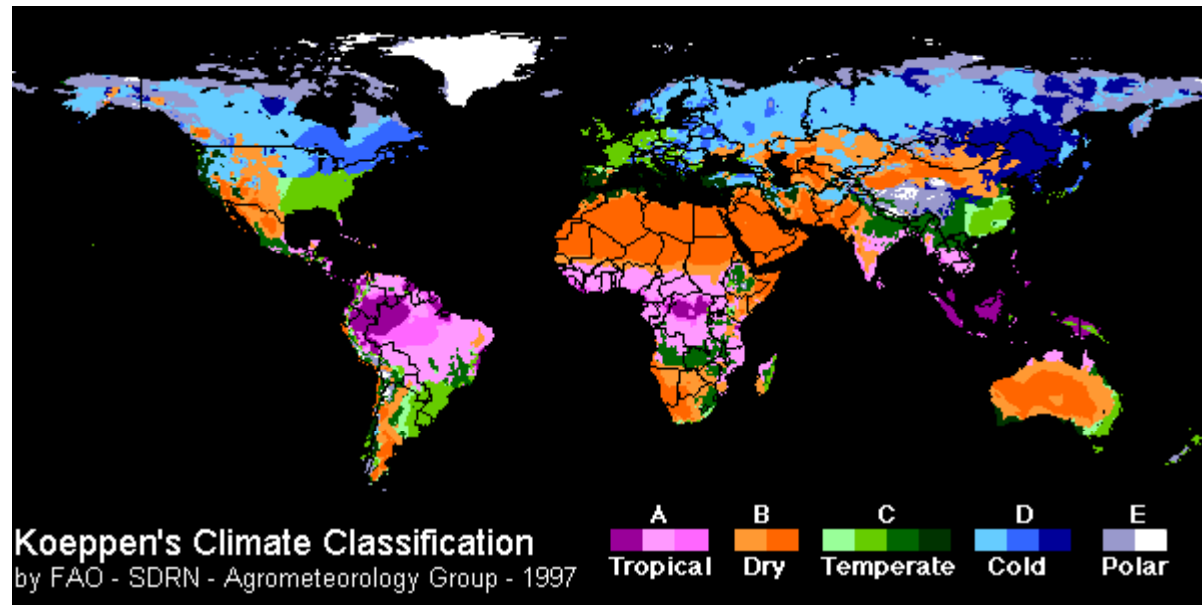 A B C D E
Tropical Dry Temperate Cold Polar
Koeppen's Climate Classification
by FAO - SDRN - Agrometeorology Group - 1997